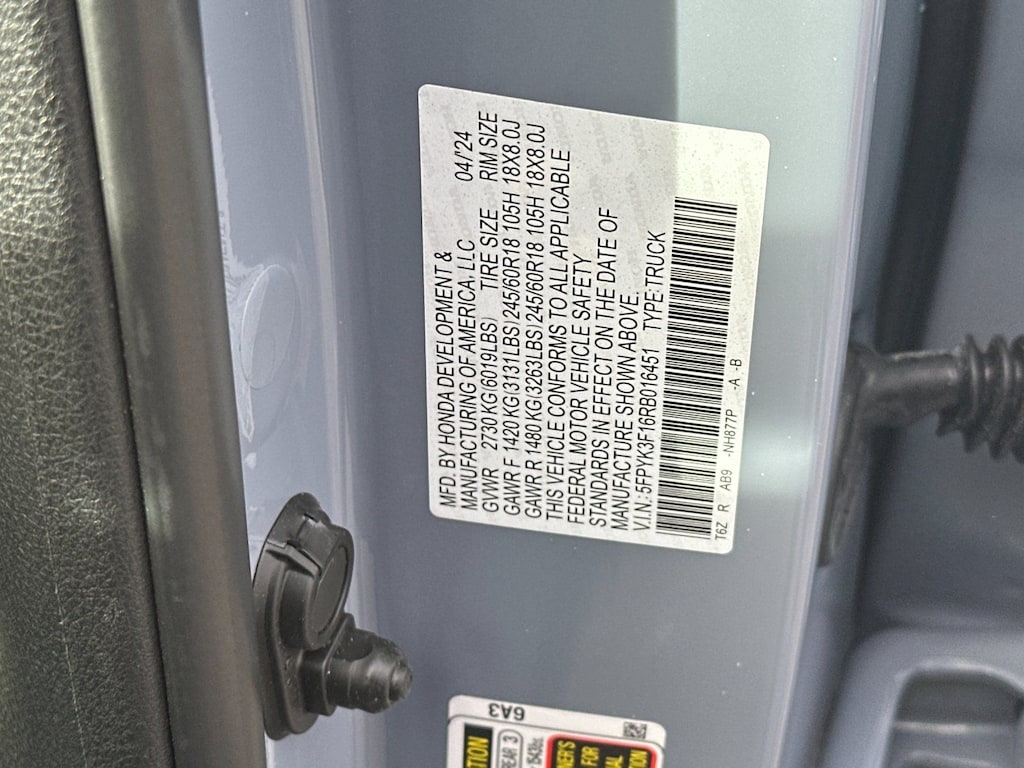 MFD. BY HONDA DEVELOPMENT &
MANUFACTURING OF AMERICA, LLC 04/24
GVWR 2730 KG(6019LBS) TIRE SIZE RIM SIZE
GAWR F 1420 KG(3131LBS)245/60R18 105H 18X8.0J
GAWR R 1480 KG(3263LBS)245/60R18 105H 18X8.0J
THIS VEHICLE CONFORMS TO ALL APPLICABLE
FEDERAL MOTOR VEHICLE SAFETY
STANDARDS IN EFFECT ON THE DATE OF
MANUFACTURE SHOWN ABOVE.
V.I.N.: 5FPYK3F16RB016451 TYPE:TRUCK
T6Z R AB9 -NH877P -A -B
6A3
REAR 3
FOR